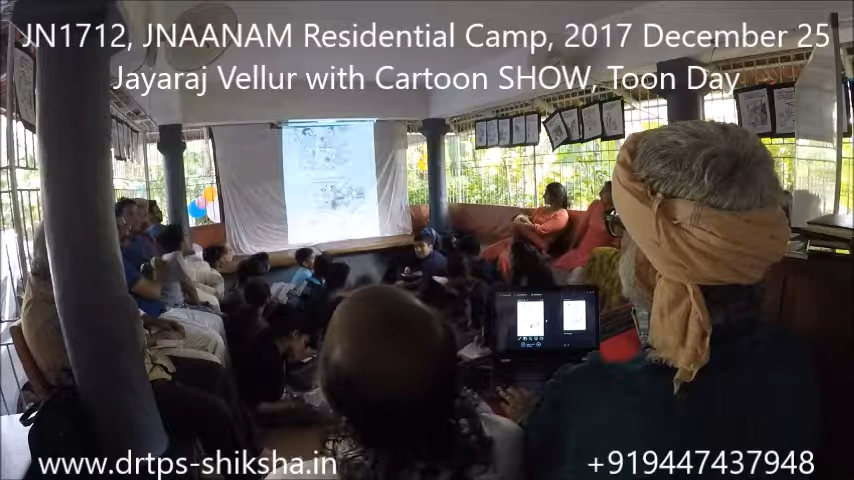 JN1712, JNAANAM Residential Camp, 2017 December 25
Jayaraj Vellur with Cartoon SHOW, Toon Day
www.drtps-shiksha.in
+919447437948